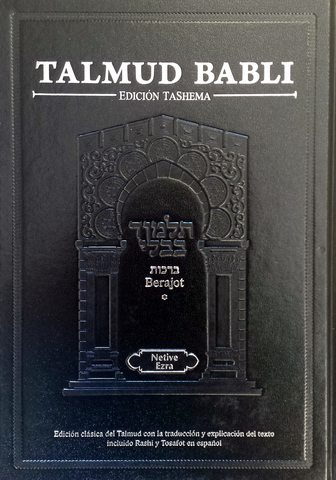 TALMUD BABLI
EDICIÓN TASHEMA
תלמוד
בבלי
ברכות
Berajot
Netive
Ezra
Edición clásica del Talmud con la traducción y explicación del texto
incluido Rashi y Tosafot en español